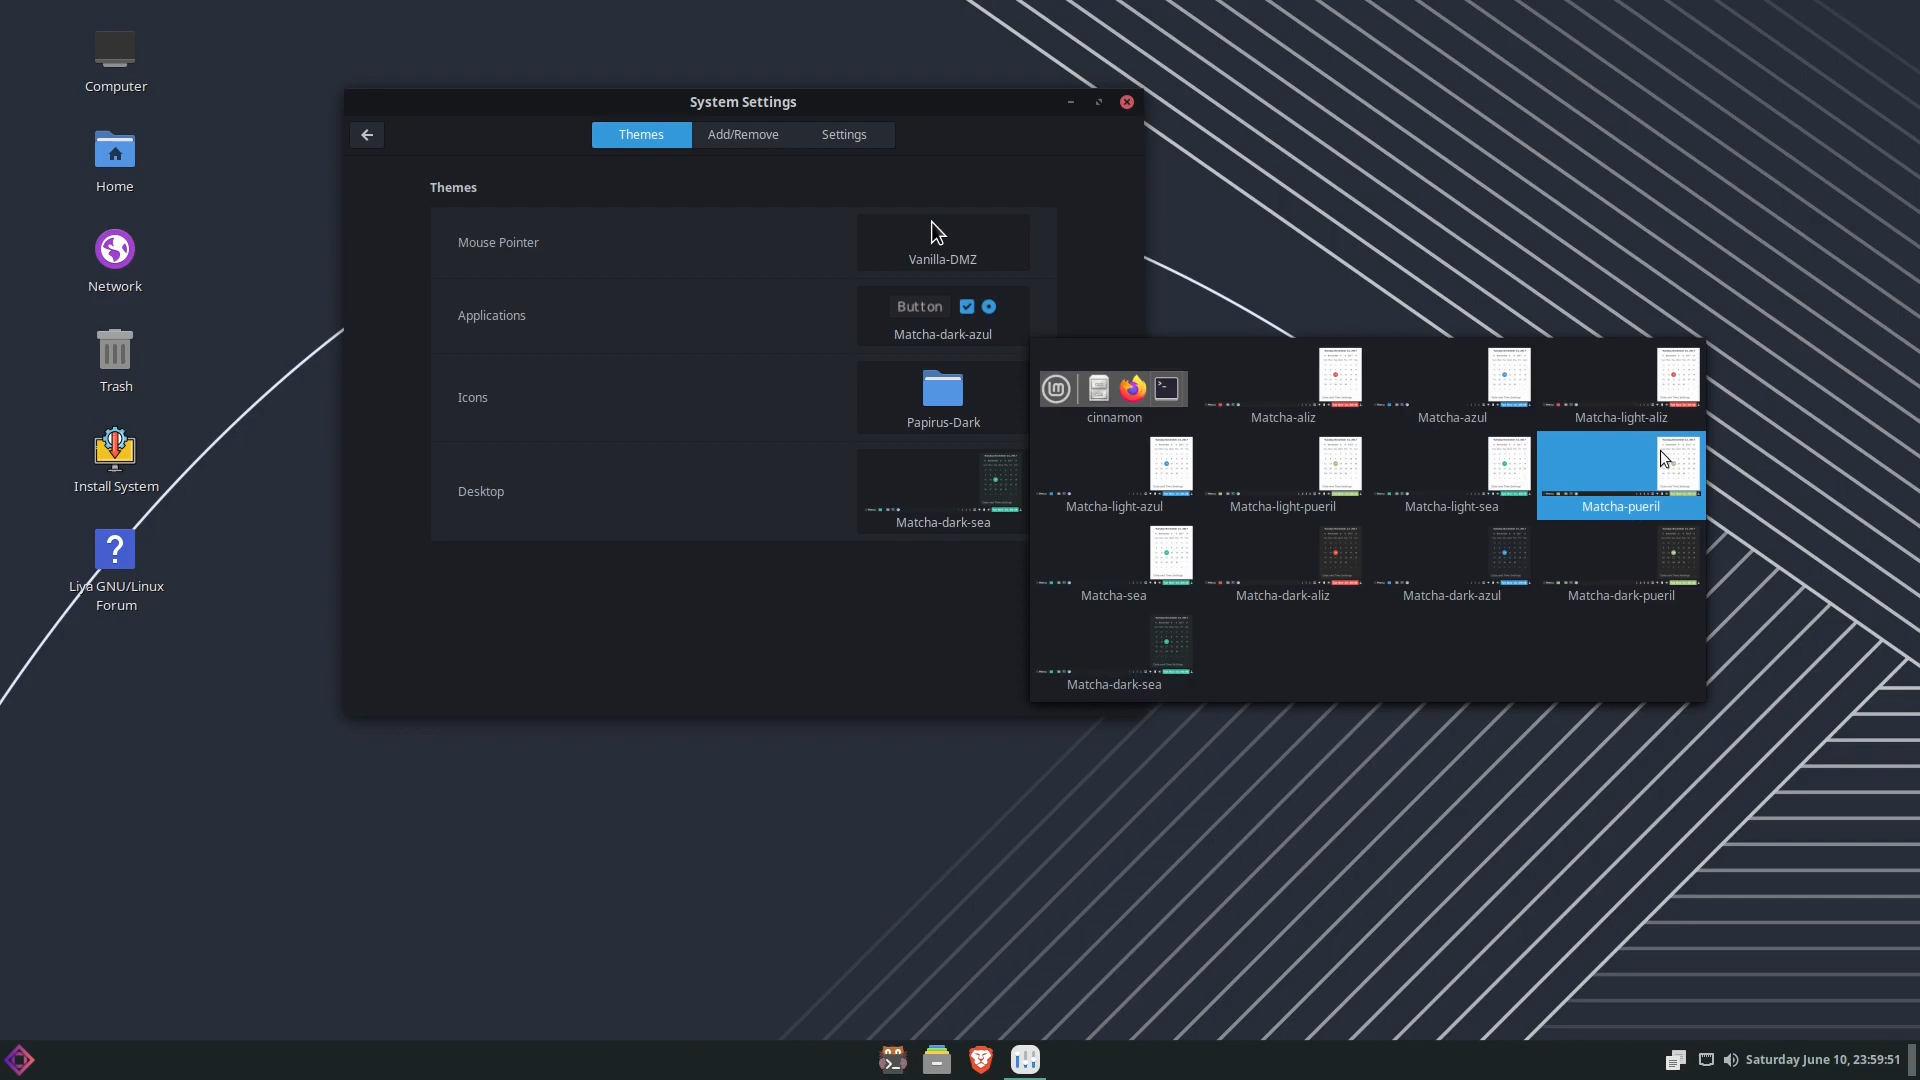 Computer
Home
Network
Trash
Install System
Liya GNU/Linux
Forum
System Settings
Themes
Add/Remove
Settings
Themes
Mouse Pointer
Vanilla-DMZ
Applications
Button
Matcha-dark-azul
Icons
Papirus-Dark
Desktop
Matcha-dark-sea
cinnamon
Matcha-aliz
Matcha-azul
Matcha-light-aliz
Matcha-light-azul
Matcha-light-pueril
Matcha-light-sea
Matcha-pueril
Matcha-sea
Matcha-dark-aliz
Matcha-dark-azul
Matcha-dark-pueril
Matcha-dark-sea
Saturday June 10, 23:59:51